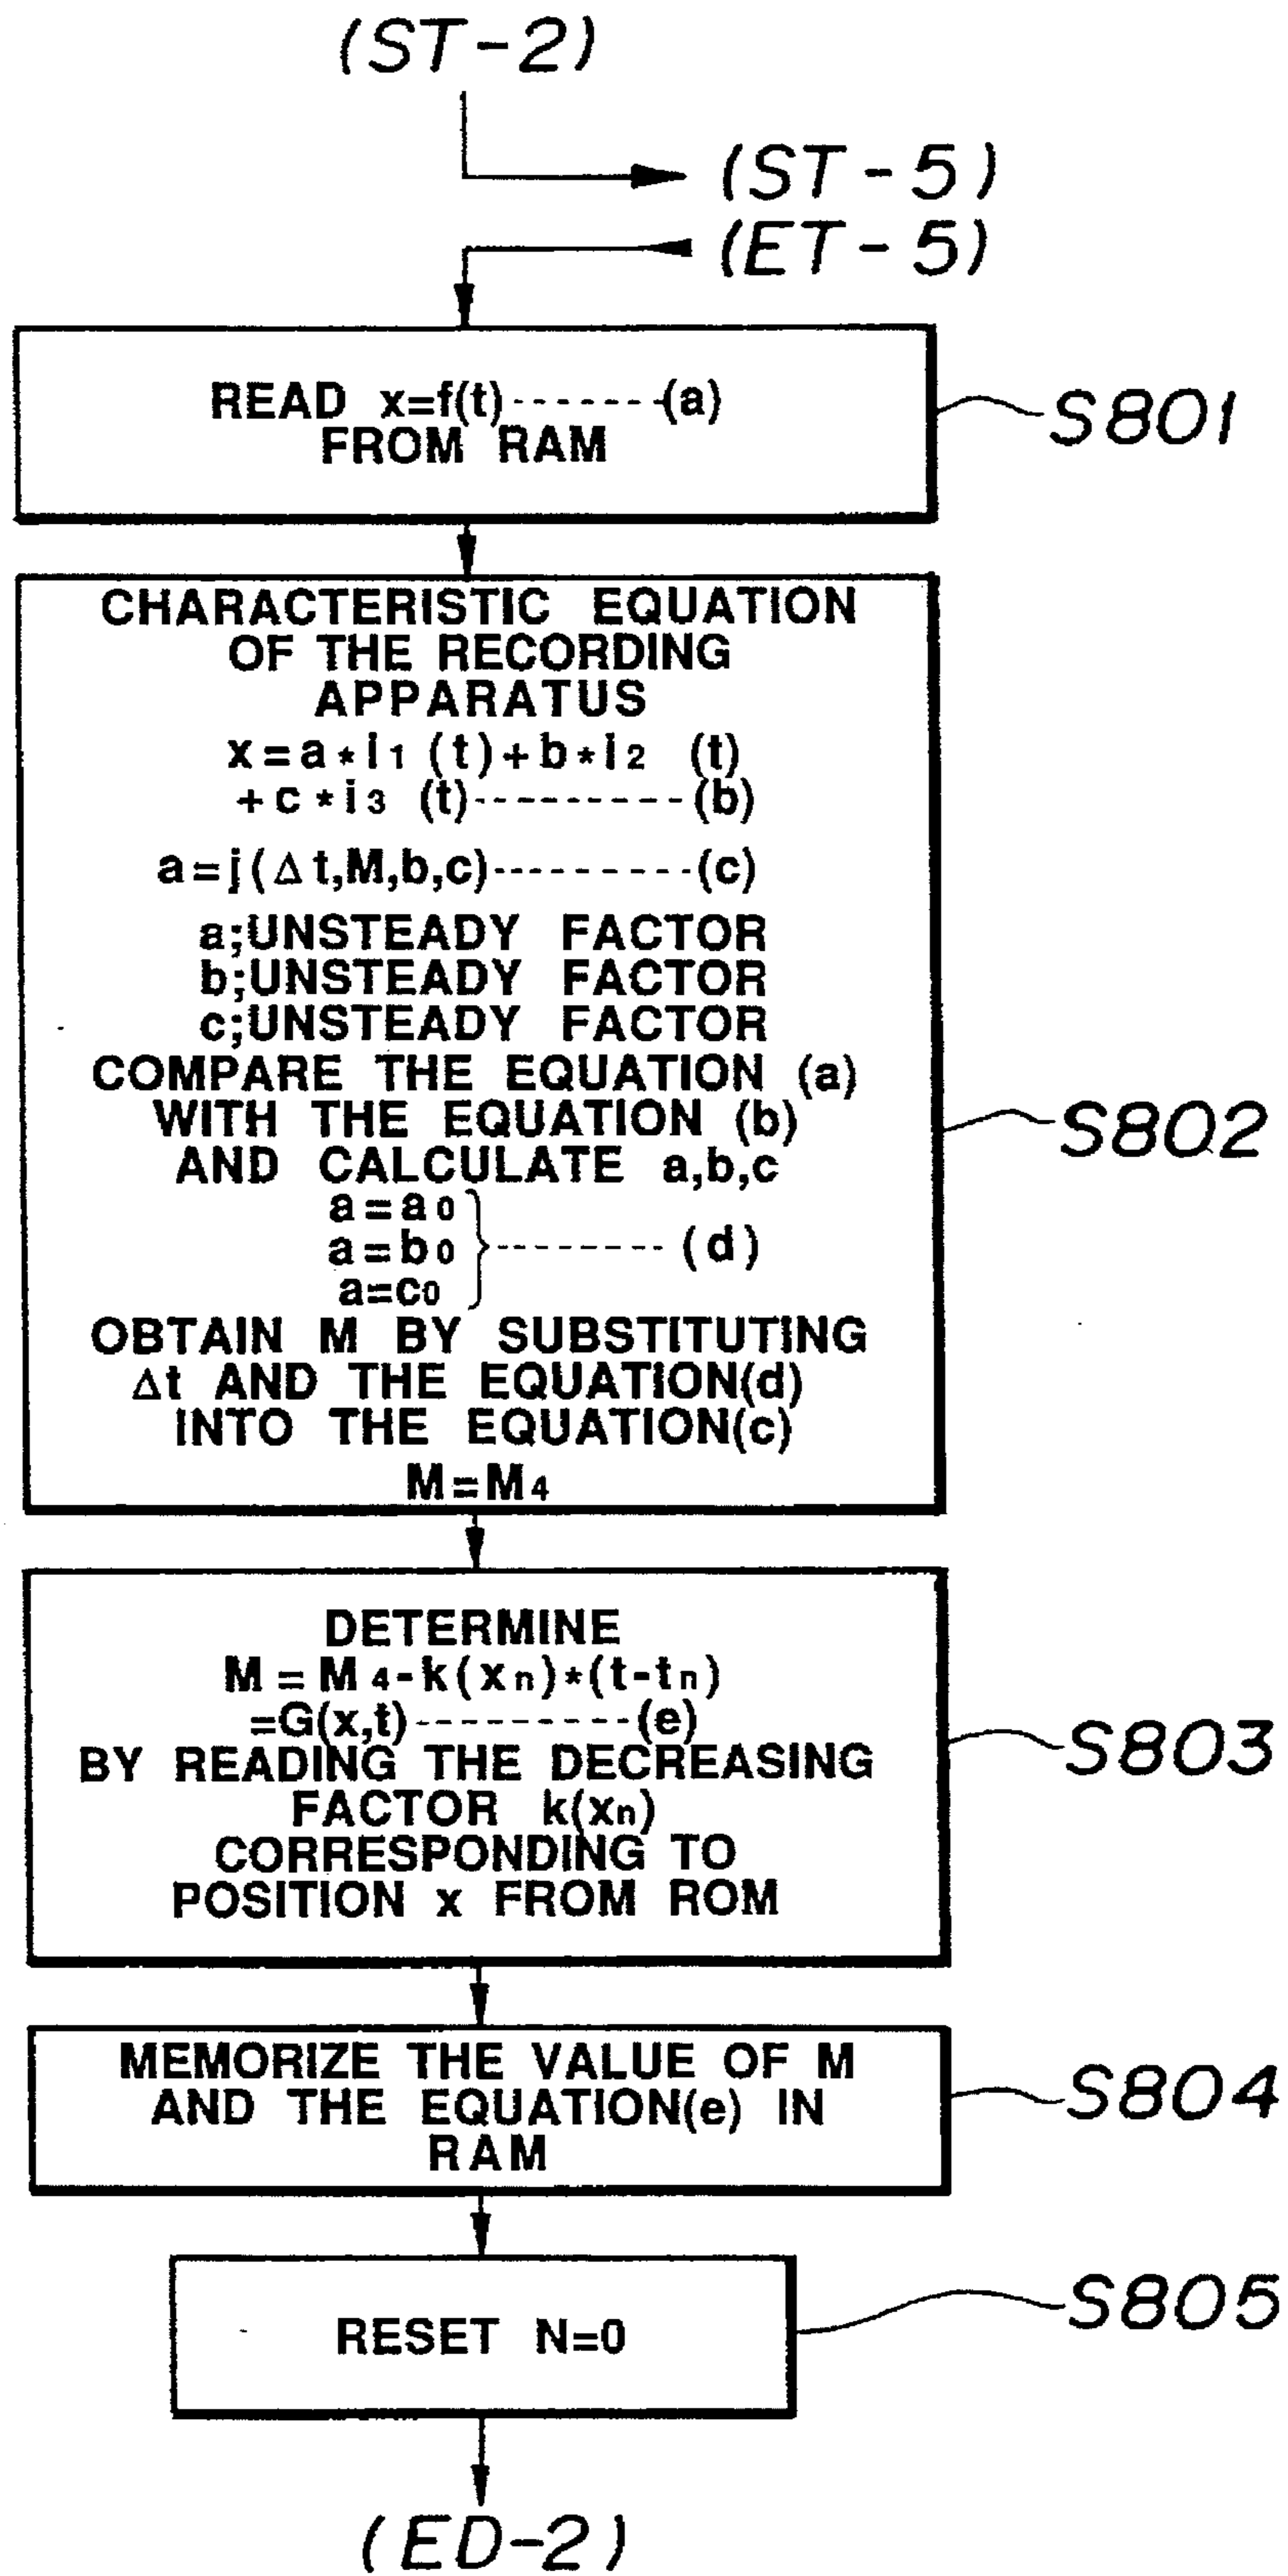 (ST-2)
(ST-5)
(ET-5)
READ x=f(t)-------(a)
FROM RAM
S801
CHARACTERISTIC EQUATION
OF THE RECORDING
APPARATUS
x=a*i1 (t)+b*i2 (t)
+c*i3 (t)---------(b)
a=j(Δt,M,b,c)---------(c)
a;UNSTEADY FACTOR
b;UNSTEADY FACTOR
c;UNSTEADY FACTOR
COMPARE THE EQUATION (a)
WITH THE EQUATION (b)
AND CALCULATE a,b,c
a=a0
a=b0 }-------- (d)
a=c0
OBTAIN M BY SUBSTITUTING
Δt AND THE EQUATION(d)
INTO THE EQUATION(c)
M=M4
S802
DETERMINE
M=M4-k(xn)*(t-tn)
=G(x,t)----------(e)
BY READING THE DECREASING
FACTOR k(xn)
CORRESPONDING TO
POSITION x FROM ROM
S803
MEMORIZE THE VALUE OF M
AND THE EQUATION(e) IN
RAM
S804
RESET N=0
S805
(ED-2)